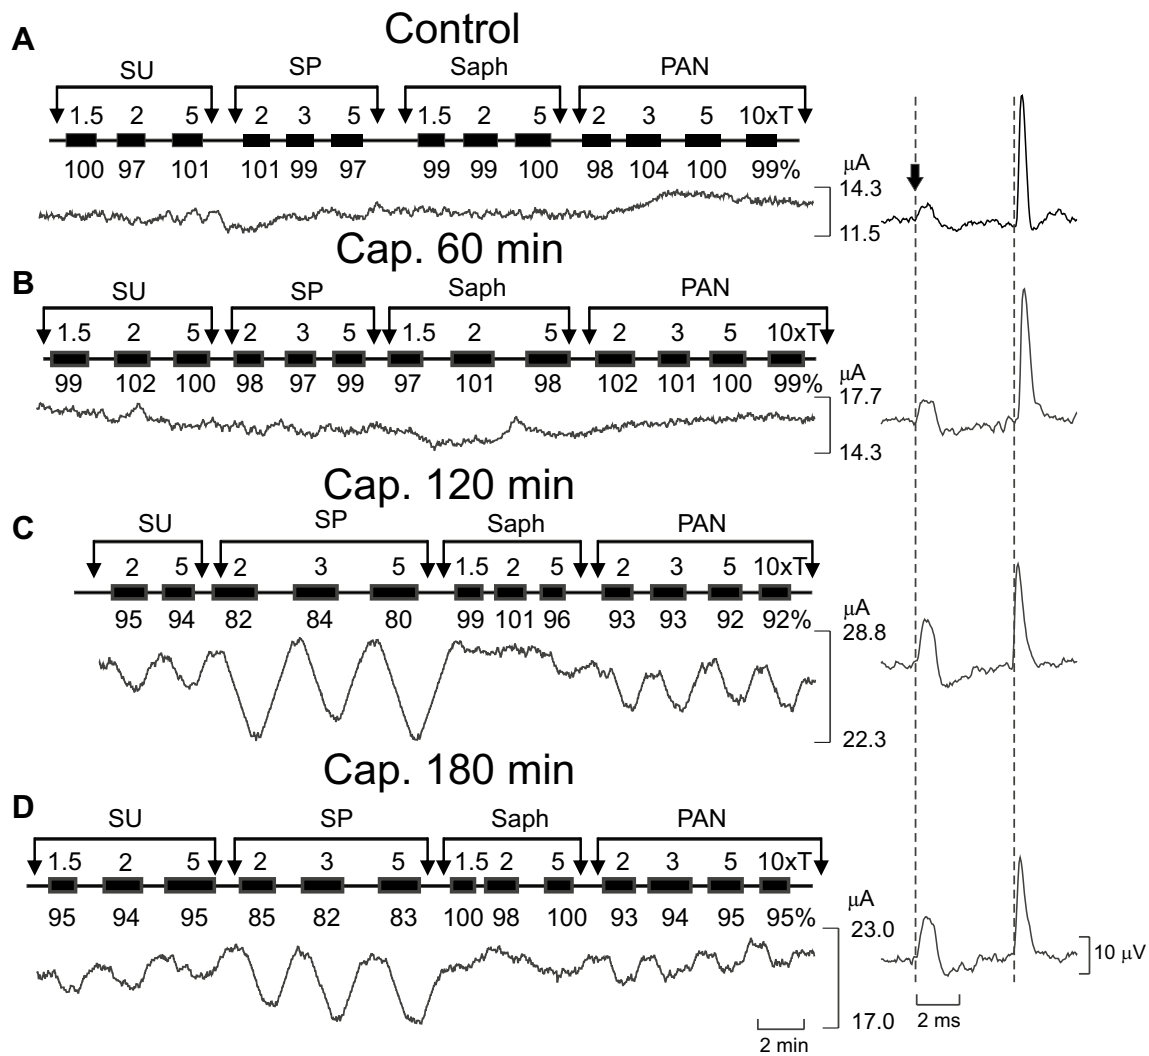 A
Control
SU SP Saph PAN
1.5 2 5 2 3 5 1.5 2 5 2 3 5 10xT
100 97 101 101 99 97 99 99 100 98 104 100 99%
μA
14.3
11.5
Cap. 60 min
B
SU SP Saph PAN
1.5 2 5 2 3 5 1.5 2 5 2 3 5 10xT
99 102 100 98 97 99 97 101 98 102 101 100 99%
μA
17.7
14.3
Cap. 120 min
C
SU SP Saph PAN
2 5 2 3 5 1.5 2 5 2 3 5 10xT
95 94 82 84 80 99 101 96 93 93 92 92%
μA
28.8
22.3
Cap. 180 min
D
SU SP Saph PAN
1.5 2 5 2 3 5 1.5 2 5 2 3 5 10xT
95 94 95 85 82 83 100 98 100 93 94 95 95%
μA
23.0
17.0
10 μV
2 ms
2 min